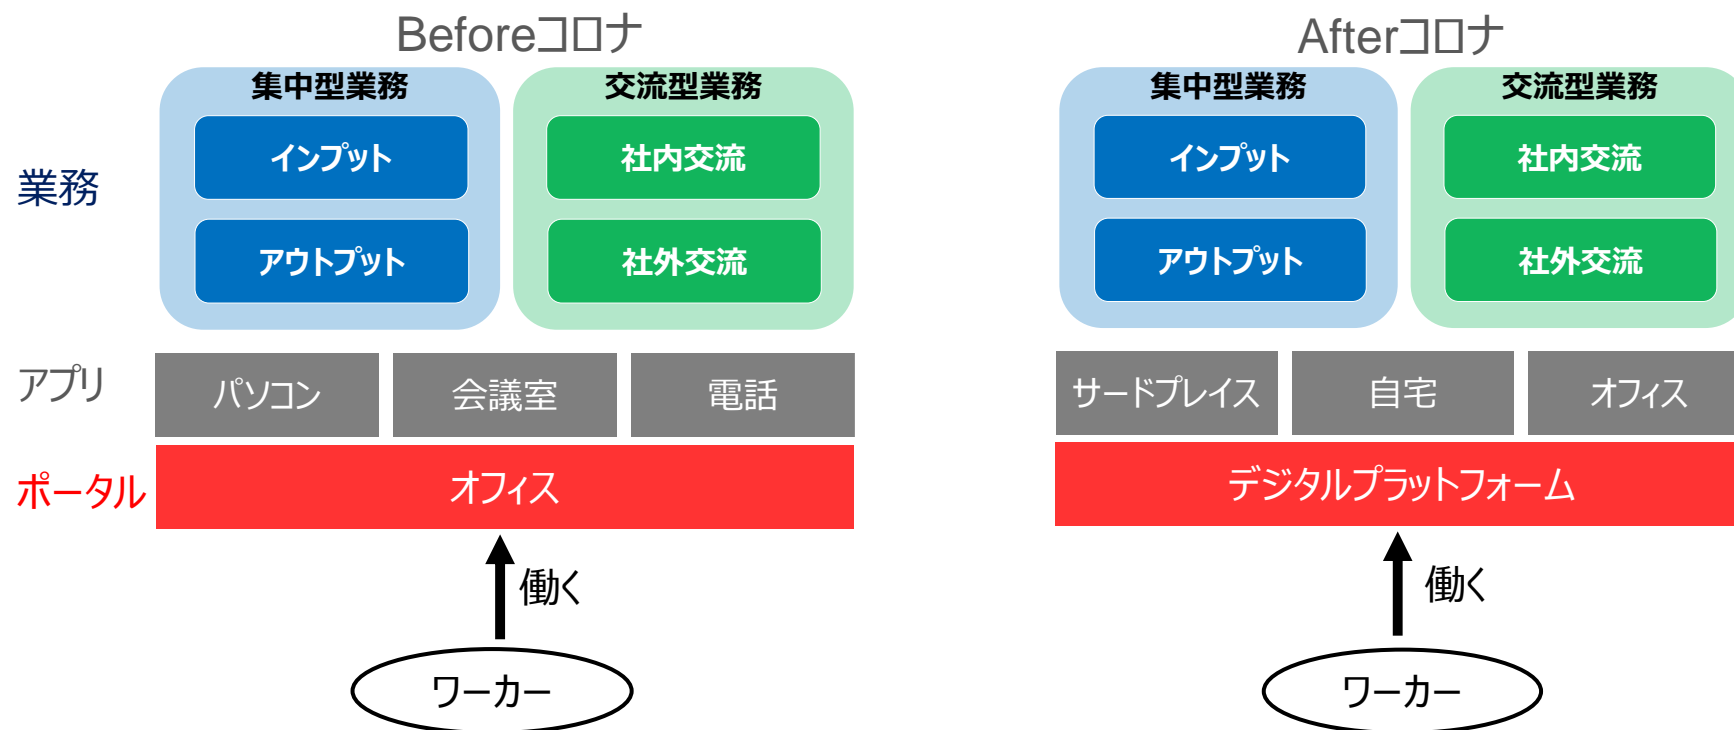 Beforeコロナ
Afterコロナ
集中型業務
交流型業務
集中型業務
交流型業務
業務
インプット
社内交流
インプット
社内交流
アウトプット
社外交流
アウトプット
社外交流
アプリ
パソコン
会議室
電話
サードプレイス
自宅
オフィス
ポータル
オフィス
デジタルプラットフォーム
働く
働く
ワーカー
ワーカー